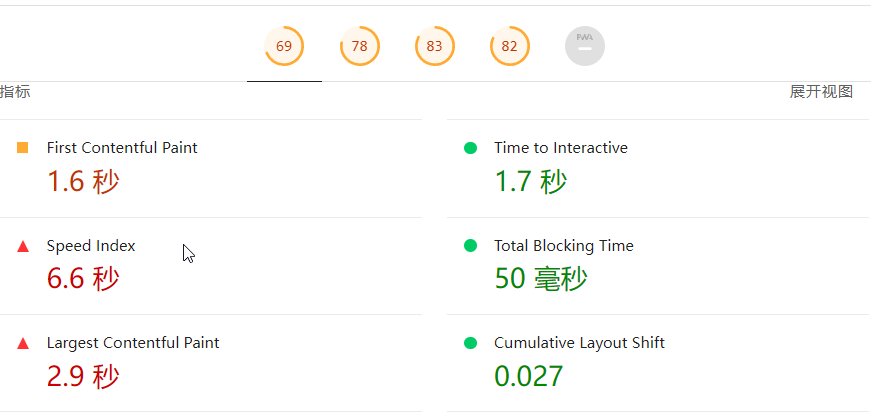 69 78 83 82 PWA
指标 展开视图
First Contentful Paint
1.6 秒
Time to Interactive
1.7 秒
Speed Index
6.6 秒
Total Blocking Time
50 毫秒
Largest Contentful Paint
2.9 秒
Cumulative Layout Shift
0.027